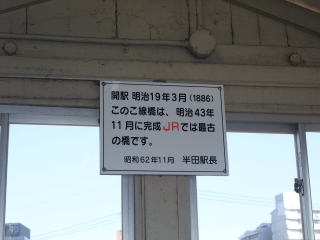 開駅 明治19年3月(1886)
このこ線橋は、明治43年
11月に完成JRでは最古
の橋です。
昭和62年11月 半田駅長